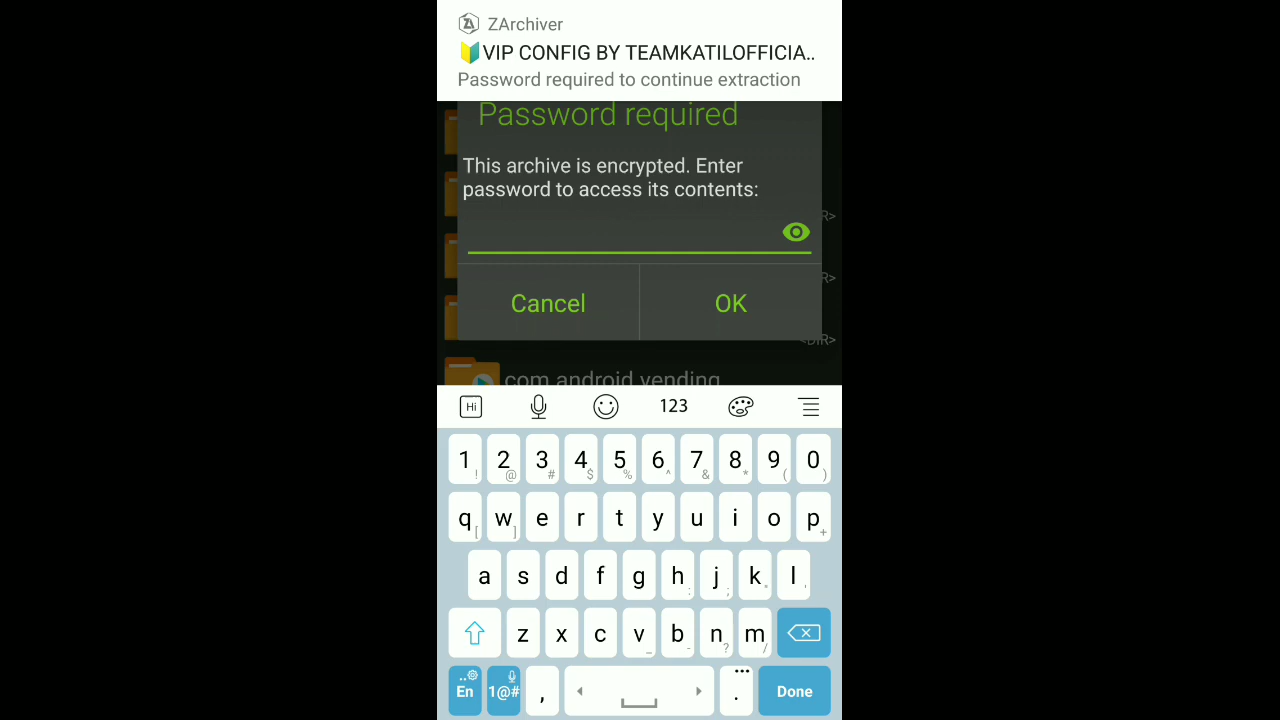 ZArchiver
🔰VIP CONFIG BY TEAMKATILOFFICIA..
Password required to continue extraction
Password required
This archive is encrypted. Enter
password to access its contents:
R>
R>
Cancel OK
<DIR>
com.android.vending
Hi 123
1 2 3 4 5 6 7 8 9 0
! @ # $ % ^ & * ( )
q w e r t y u i o p
[ ] +
a s d f g h j k l
: ; " '
z x c v b n m
_ - ? /
En 1@# , . Done